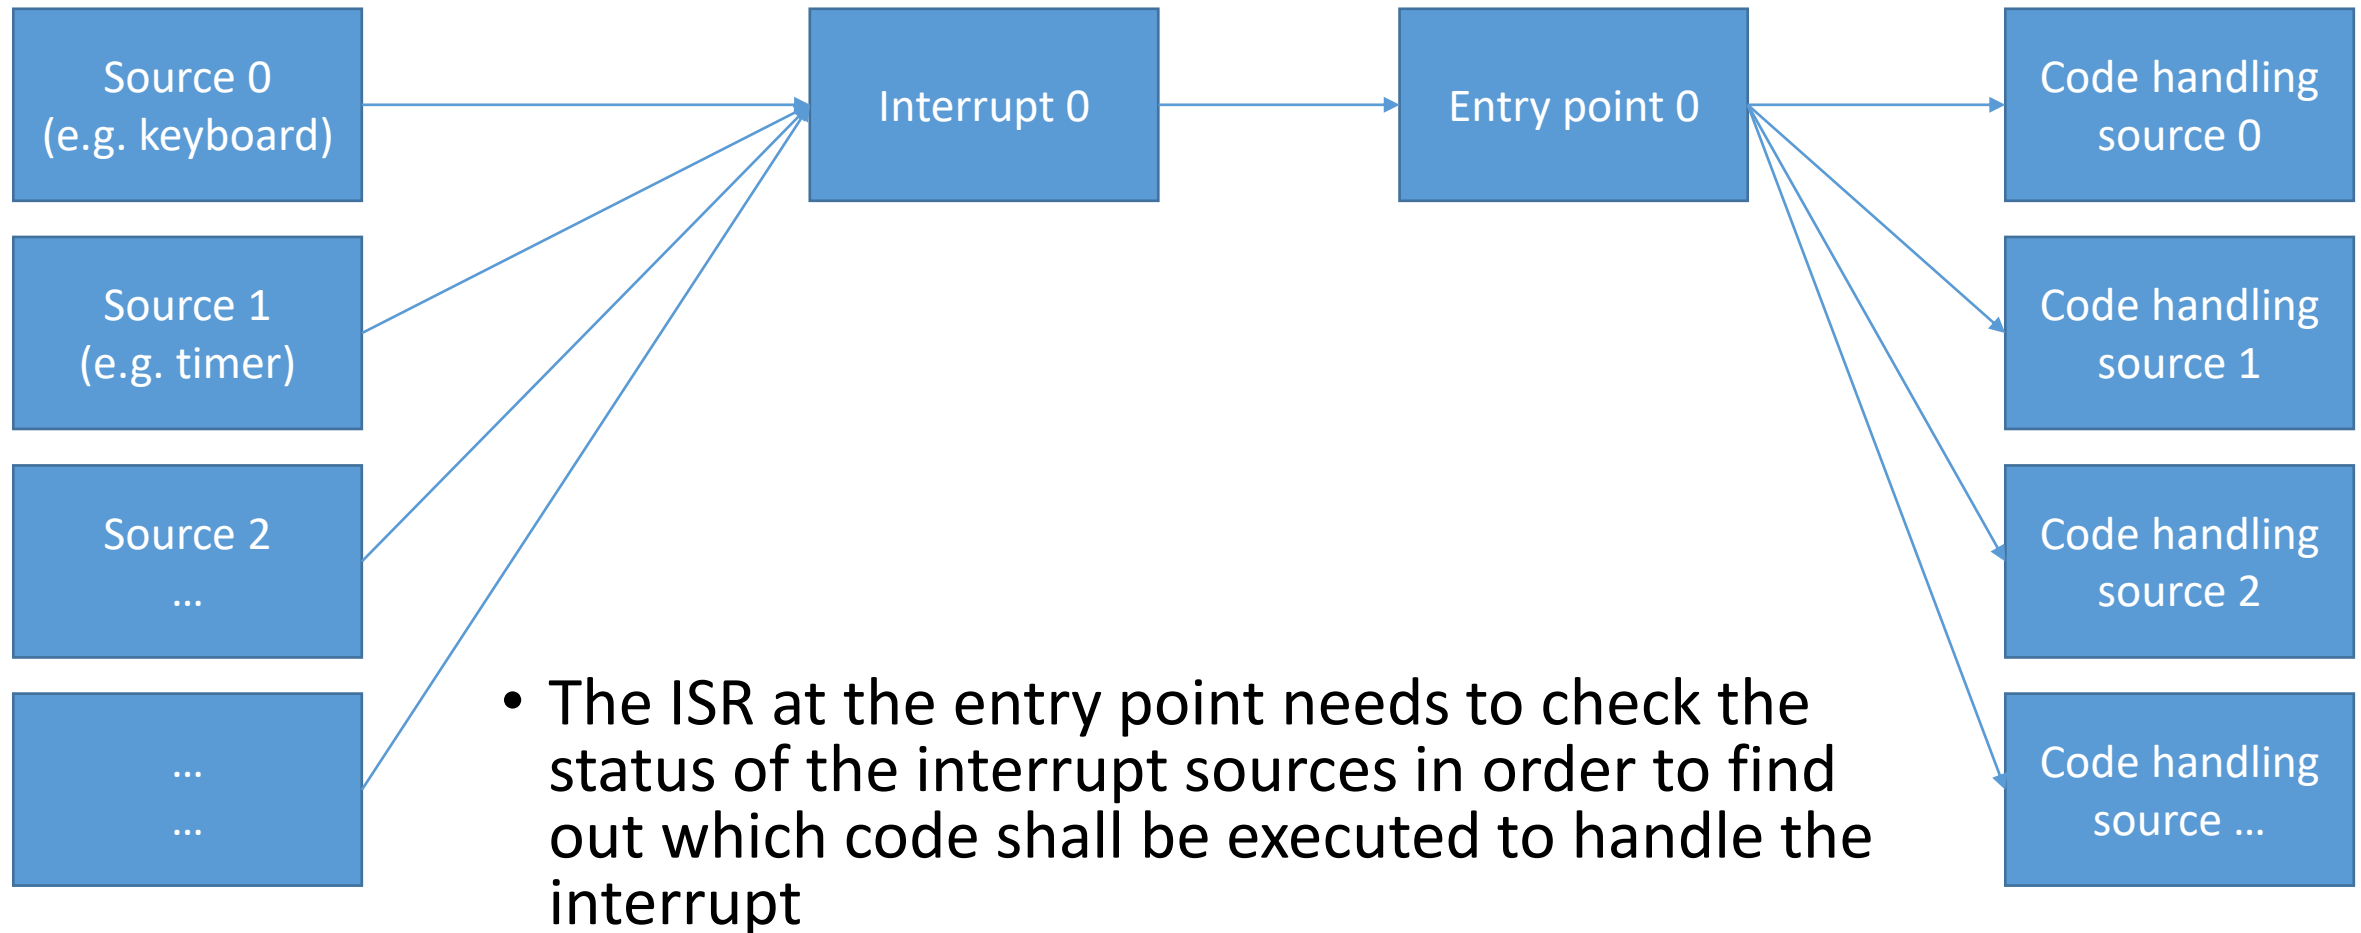 Source 0
(e.g. keyboard)
Interrupt 0
Entry point 0
Code handling
source 0
Source 1
(e.g. timer)
Code handling
source 1
Source 2
...
Code handling
source 2
...
...
Code handling
source ...
• The ISR at the entry point needs to check the
status of the interrupt sources in order to find
out which code shall be executed to handle the
interrupt